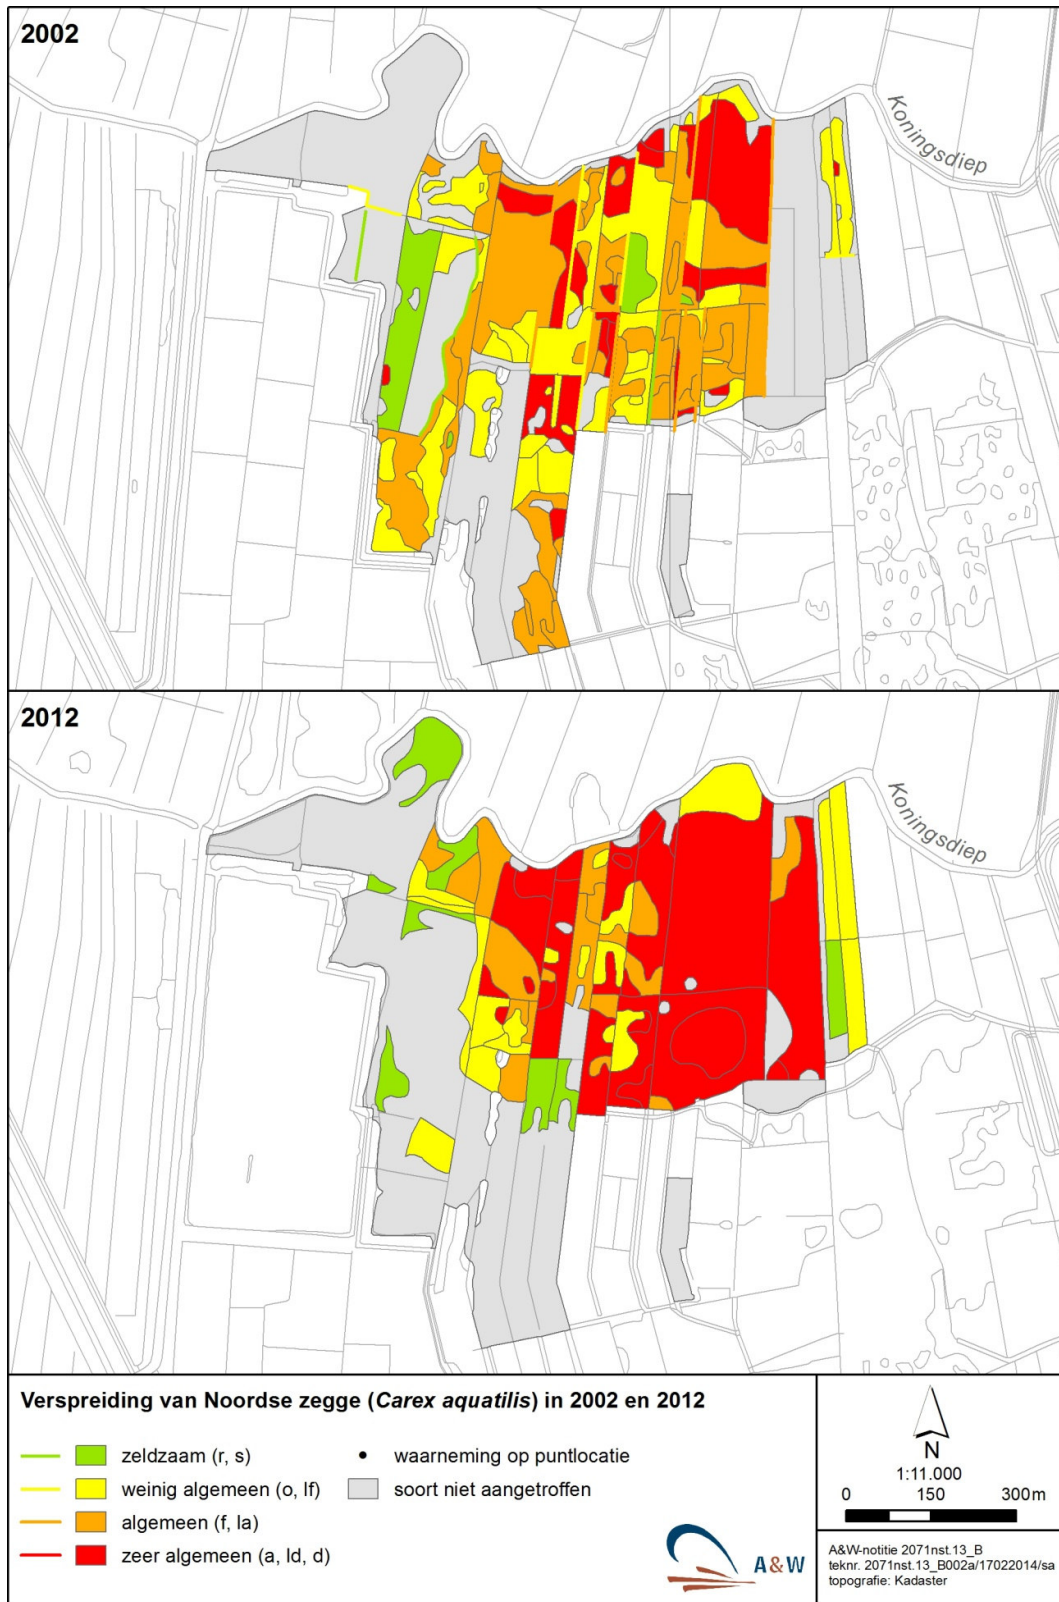 2002
Koningsdiep
2012
Koningsdiep
Verspreiding van Noordse zegge (Carex aquatilis) in 2002 en 2012
zeldzaam (r, s)
weinig algemeen (o, lf)
algemeen (f, la)
zeer algemeen (a, ld, d)
waarneming op puntlocatie
soort niet aangetroffen
A&W
N
1:11.000
0 150 300 m
A&W-notitie 2071nst.13_B
teknr. 2071nst.13_B002a/17022014/sa
topografie: Kadaster